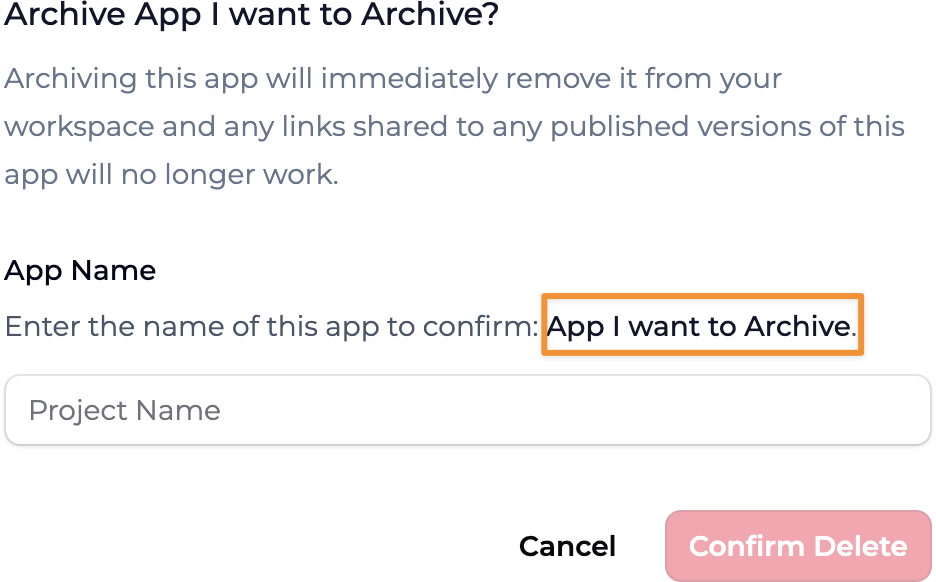 Archive App I want to Archive?
Archiving this app will immediately remove it from your
workspace and any links shared to any published versions of this
app will no longer work.
App Name
Enter the name of this app to confirm: App I want to Archive.
Project Name
Cancel
Confirm Delete